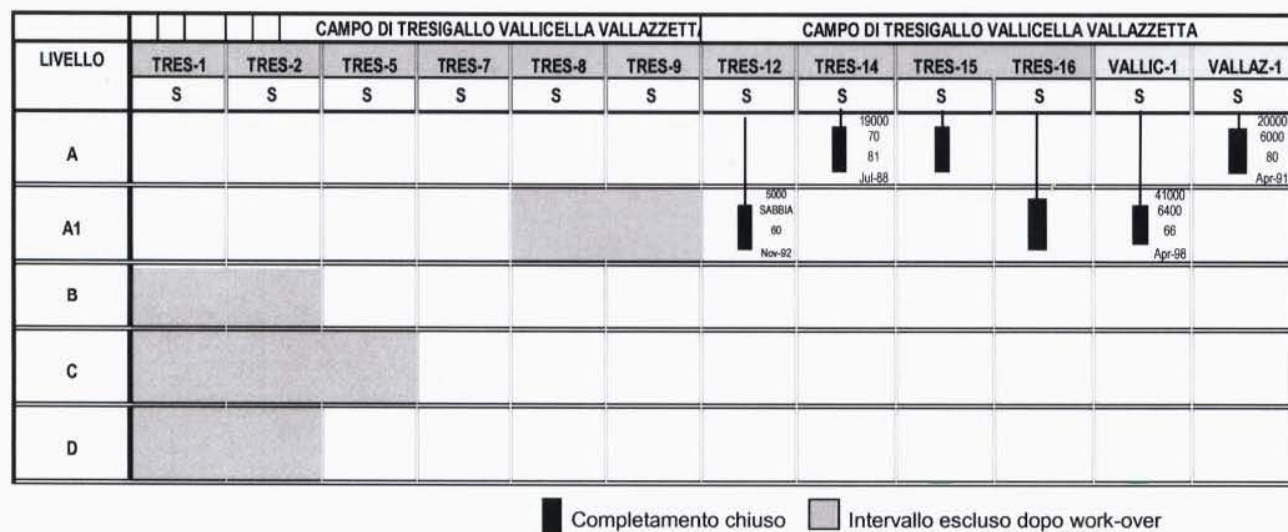 CAMPO DI TRESIGALLO VALLICELLA VALLAZZETTA CAMPO DI TRESIGALLO VALLICELLA VALLAZZETTA
LIVELLO TRES-1 TRES-2 TRES-5 TRES-7 TRES-8 TRES-9 TRES-12 TRES-14 TRES-15 TRES-16 VALLIC-1 VALLAZ-1
S S S S S S S S S S S S
A
19000
70
81
Jul-88
20000
6000
80
Apr-91
A1
5000
SABBIA
60
Nov-92
41000
6400
66
Apr-98
B
C
D
Completamento chiuso Intervallo escluso dopo work-over